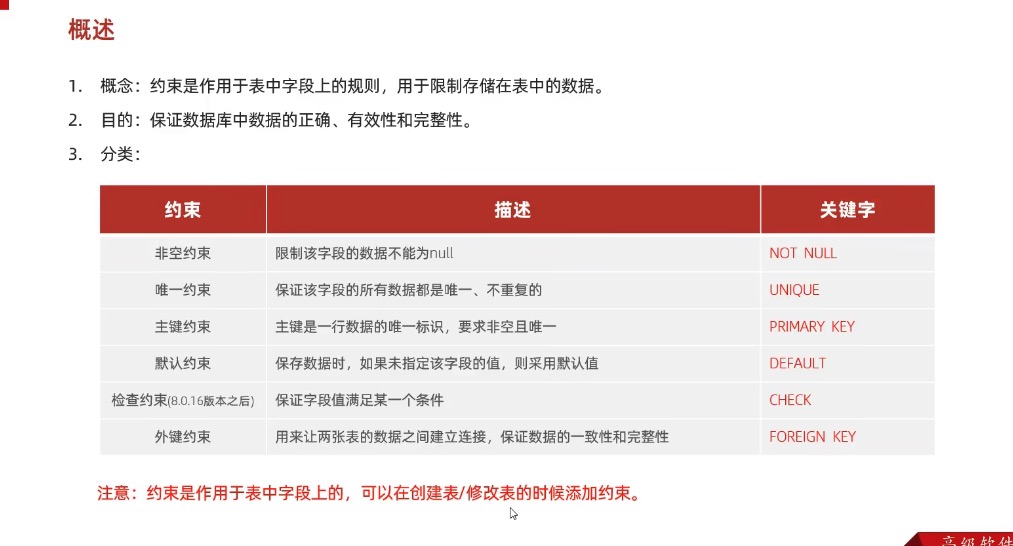 概述
1. 概念：约束是作用于表中字段上的规则，用于限制存储在表中的数据。
2. 目的：保证数据库中数据的正确、有效性和完整性。
3. 分类：
约束 描述 关键字
非空约束 限制该字段的数据不能为null NOT NULL
唯一约束 保证该字段的所有数据都是唯一、不重复的 UNIQUE
主键约束 主键是一行数据的唯一标识，要求非空且唯一 PRIMARY KEY
默认约束 保存数据时，如果未指定该字段的值，则采用默认值 DEFAULT
检查约束(8.0.16版本之后) 保证字段值满足某一个条件 CHECK
外键约束 用来让两张表的数据之间建立连接，保证数据的一致性和完整性 FOREIGN KEY
注意：约束是作用于表中字段上的，可以在创建表/修改表的时候添加约束。
高级软件